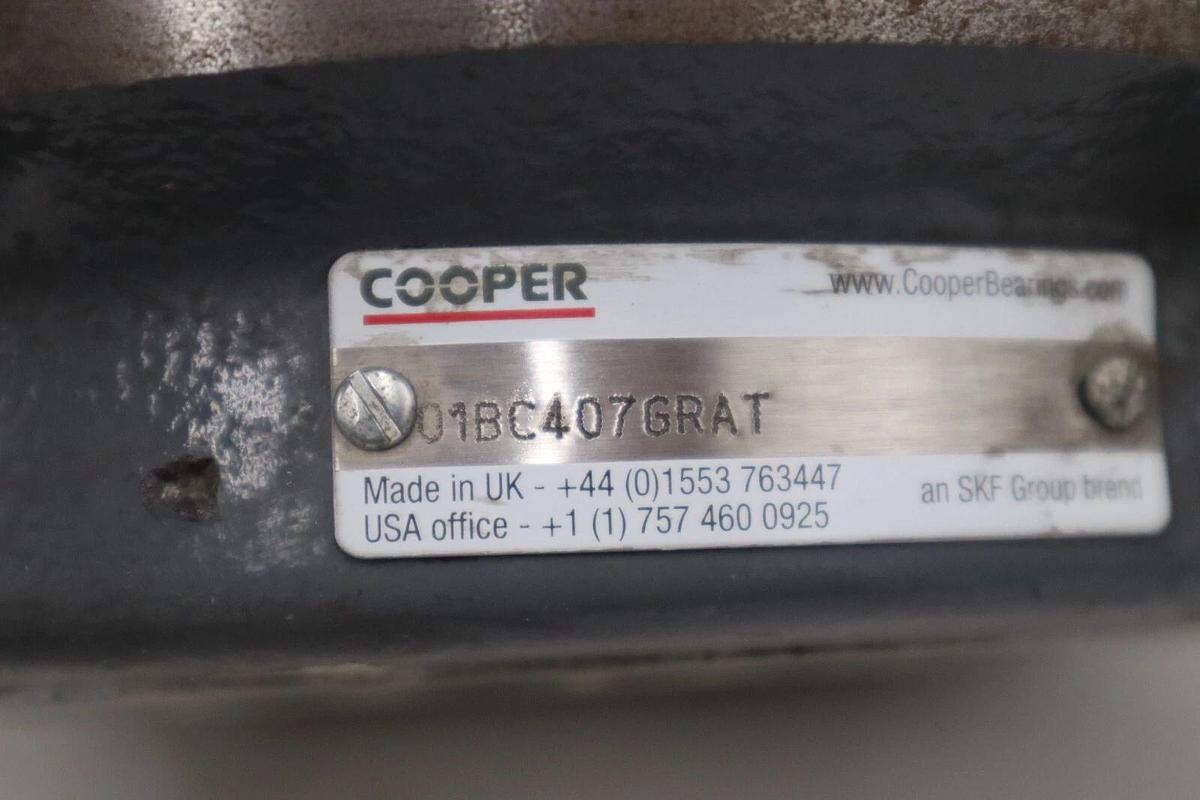 COOPER
www.CooperBearings.com
01BC407GRAT
Made in UK - +44 (0)1553 763447
USA office - +1 (1) 757 460 0925
an SKF Group brand